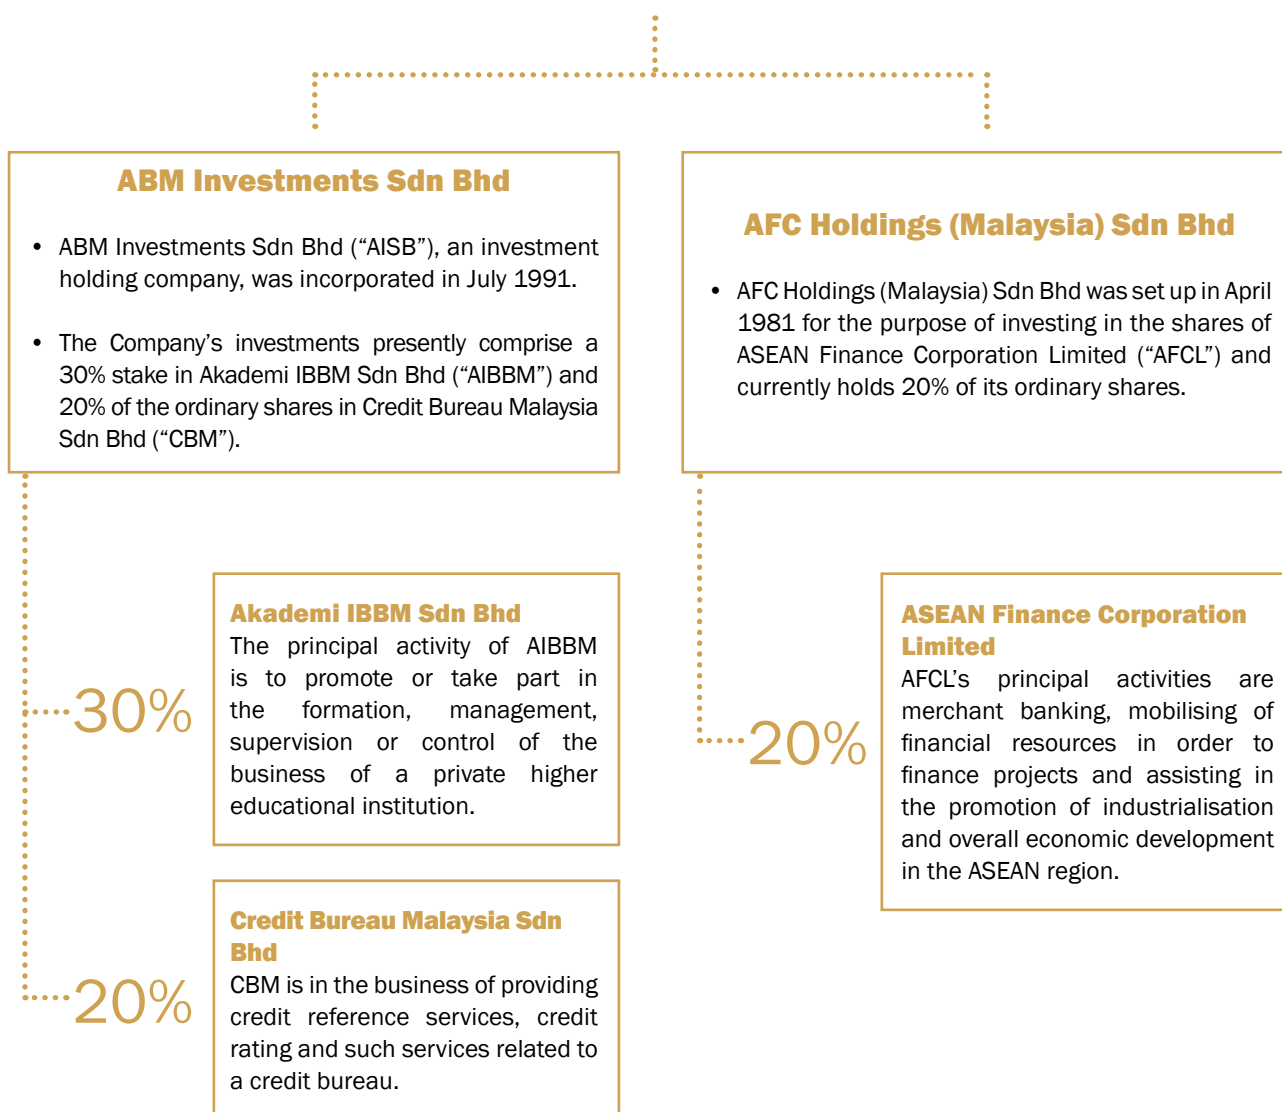 ABM Investments Sdn Bhd
• ABM Investments Sdn Bhd (“AISB”), an investment
holding company, was incorporated in July 1991.
• The Company’s investments presently comprise a
30% stake in Akademi IBBM Sdn Bhd (“AIBBM”) and
20% of the ordinary shares in Credit Bureau Malaysia
Sdn Bhd (“CBM”).
AFC Holdings (Malaysia) Sdn Bhd
• AFC Holdings (Malaysia) Sdn Bhd was set up in April
1981 for the purpose of investing in the shares of
ASEAN Finance Corporation Limited (“AFCL”) and
currently holds 20% of its ordinary shares.
30%
Akademi IBBM Sdn Bhd
The principal activity of AIBBM
is to promote or take part in
the formation, management,
supervision or control of the
business of a private higher
educational institution.
20%
Credit Bureau Malaysia Sdn
Bhd
CBM is in the business of providing
credit reference services, credit
rating and such services related to
a credit bureau.
20%
ASEAN Finance Corporation
Limited
AFCL’s principal activities are
merchant banking, mobilising of
financial resources in order to
finance projects and assisting in
the promotion of industrialisation
and overall economic development
in the ASEAN region.